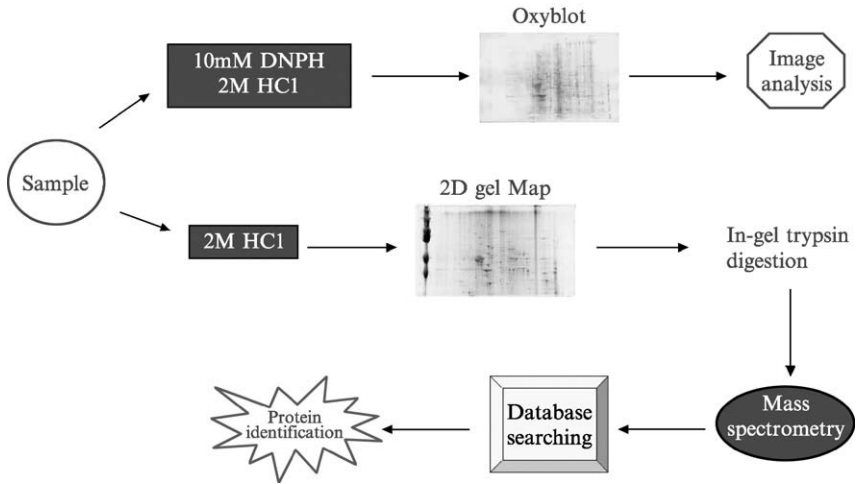 Oxyblot
10mM DNPH
2M HC1
Image
analysis
Sample
2D gel Map
2M HC1
In-gel trypsin
digestion
Mass
spectrometry
Database
searching
Protein
identification